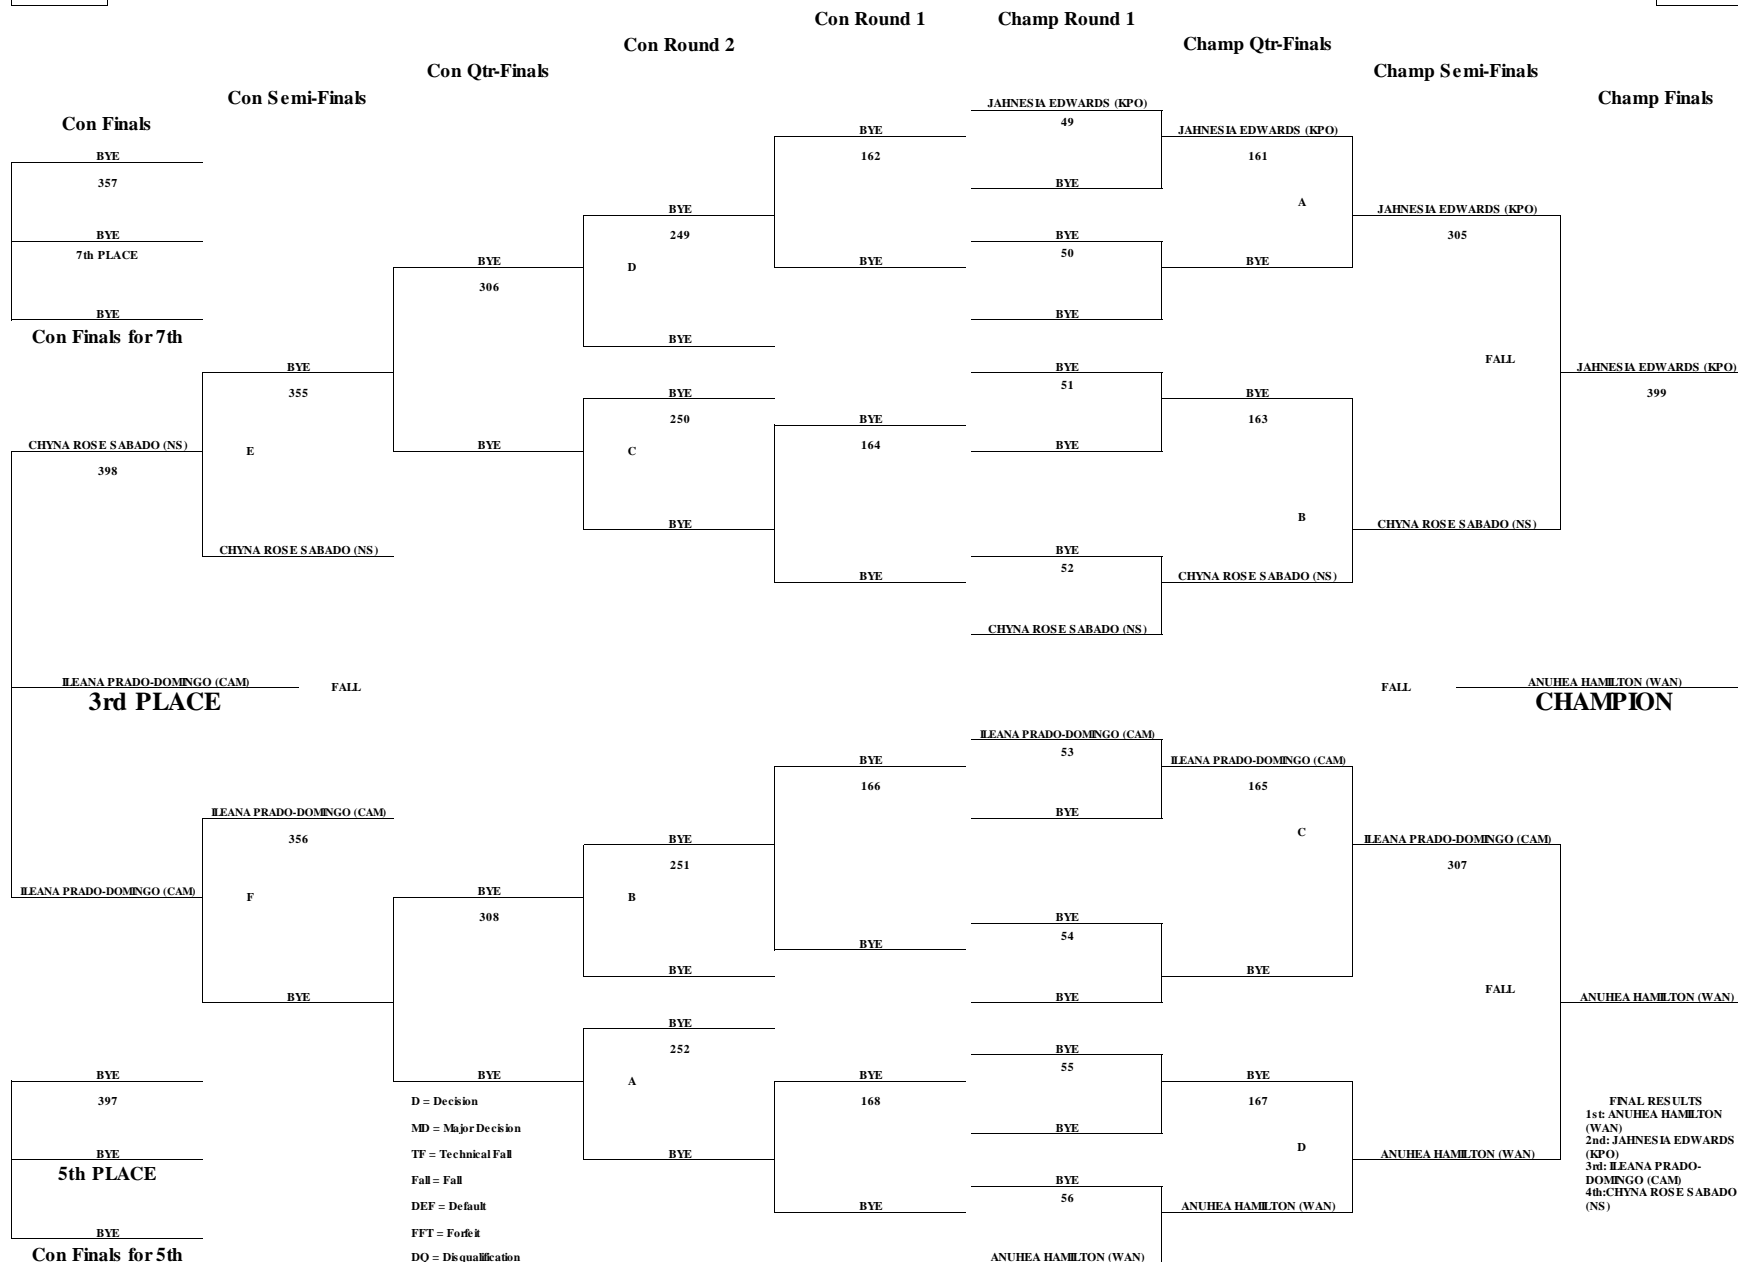 Con Round 1
Champ Round 1
Con Round 2
Champ Qtr-Finals
Con Qtr-Finals
Champ Semi-Finals
Con Semi-Finals
Champ Finals
Con Finals
JAHNESIA EDWARDS (KPO)
49
BYE
JAHNESIA EDWARDS (KPO)
BYE
162
161
BYE
357
BYE
A
BYE
JAHNESIA EDWARDS (KPO)
BYE
249
BYE
305
7th PLACE
50
BYE
D
BYE
BYE
306
BYE
BYE
Con Finals for 7th
BYE
FALL
BYE
BYE
JAHNESIA EDWARDS (KPO)
355
51
399
BYE
BYE
250
BYE
163
CHYNA ROSE SABADO (NS)
E
BYE
C
164
BYE
398
B
BYE
CHYNA ROSE SABADO (NS)
CHYNA ROSE SABADO (NS)
BYE
52
BYE
CHYNA ROSE SABADO (NS)
CHYNA ROSE SABADO (NS)
ILEANA PRADO-DOMINGO (CAM)
FALL
FALL
ANUHEA HAMILTON (WAN)
3rd PLACE
CHAMPION
ILEANA PRADO-DOMINGO (CAM)
53
BYE
ILEANA PRADO-DOMINGO (CAM)
166
165
ILEANA PRADO-DOMINGO (CAM)
BYE
356
BYE
C
ILEANA PRADO-DOMINGO (CAM)
251
307
ILEANA PRADO-DOMINGO (CAM)
F
BYE
B
308
BYE
54
BYE
BYE
BYE
FALL
BYE
BYE
ANUHEA HAMILTON (WAN)
BYE
252
BYE
55
BYE
BYE
A
BYE
BYE
397
D = Decision
168
167
FINAL RESULTS
1st: ANUHEA HAMILTON
(WAN)
MD = Major Decision
BYE
2nd: JAHNESIA EDWARDS
(KPO)
BYE
TF = Technical Fall
BYE
D
ANUHEA HAMILTON (WAN)
3rd: ILEANA PRADO-
DOMINGO (CAM)
5th PLACE
Fall = Fall
BYE
4th:CHYNA ROSE SABADO
(NS)
56
DEF = Default
BYE
ANUHEA HAMILTON (WAN)
BYE
FFT = Forfeit
Con Finals for 5th
DQ = Disqualification
ANUHEA HAMILTON (WAN)